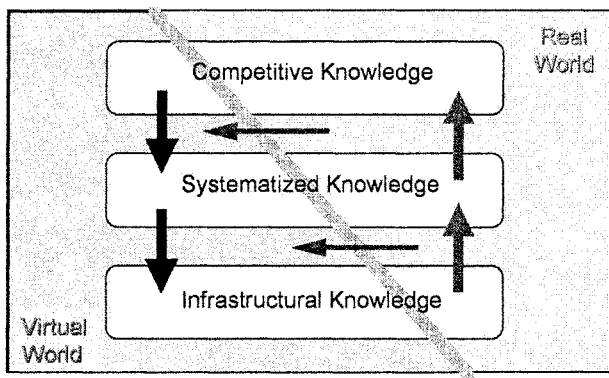 Real
World
Competitive Knowledge
Systematized Knowledge
Infrastructural Knowledge
Virtual
World